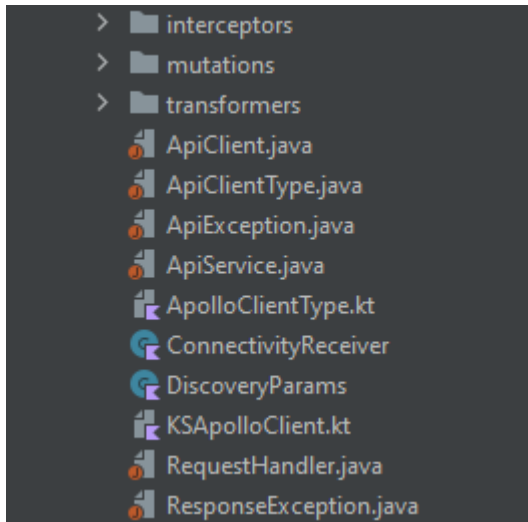 interceptors
mutations
transformers
ApiClient.java
ApiClientType.java
ApiException.java
ApiService.java
ApolloClientType.kt
ConnectivityReceiver
DiscoveryParams
KSApolloClient.kt
RequestHandler.java
ResponseException.java